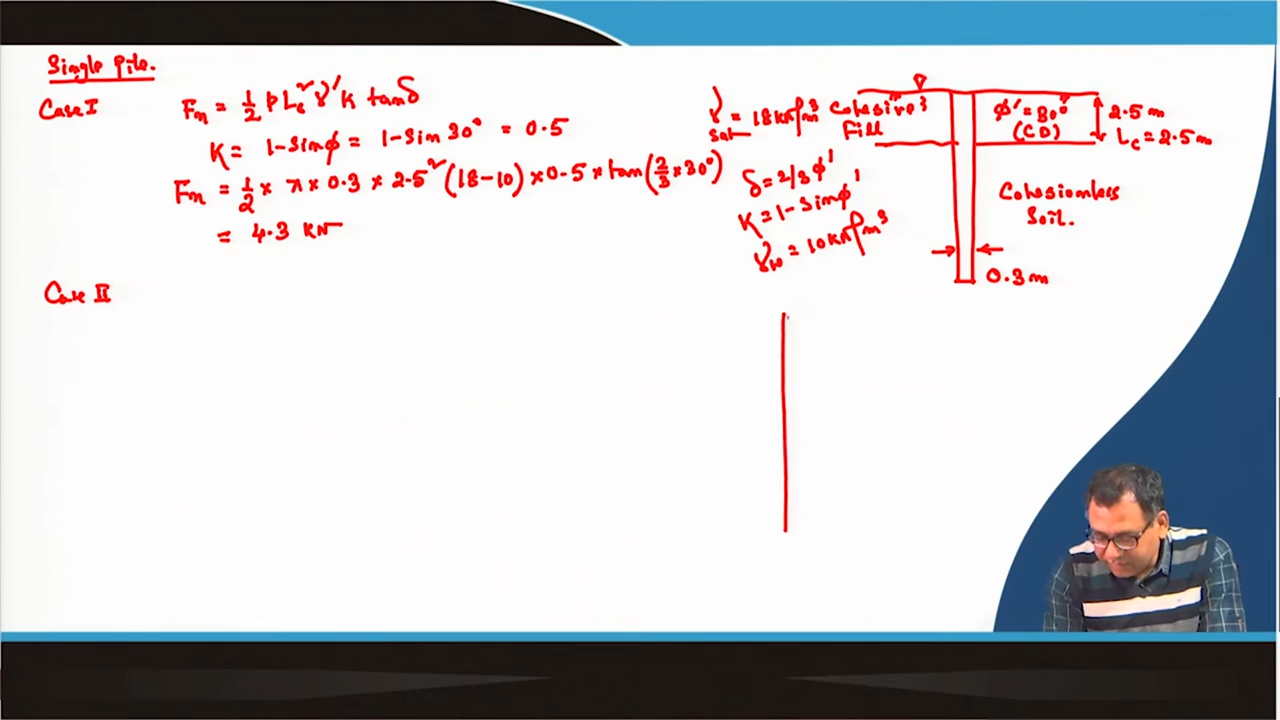 Single Pile.
Case I
Fn = 1/2 P Lc² γ' K tanδ
K = 1-Sinφ = 1-Sin 30° = 0.5
Fn = 1/2 × π × 0.3 × 2.5² (18-10) × 0.5 × tan(2/3 × 30°)
= 4.3 KN
Case II
γsat = 18 KN/m³
Cohesive
Fill
φ' = 30°
(CD)
2.5 m
Lc = 2.5 m
δ = 2/3 φ'
K = 1-Sinφ'
γw = 10 KN/m³
Cohesionless
Soil.
0.3 m